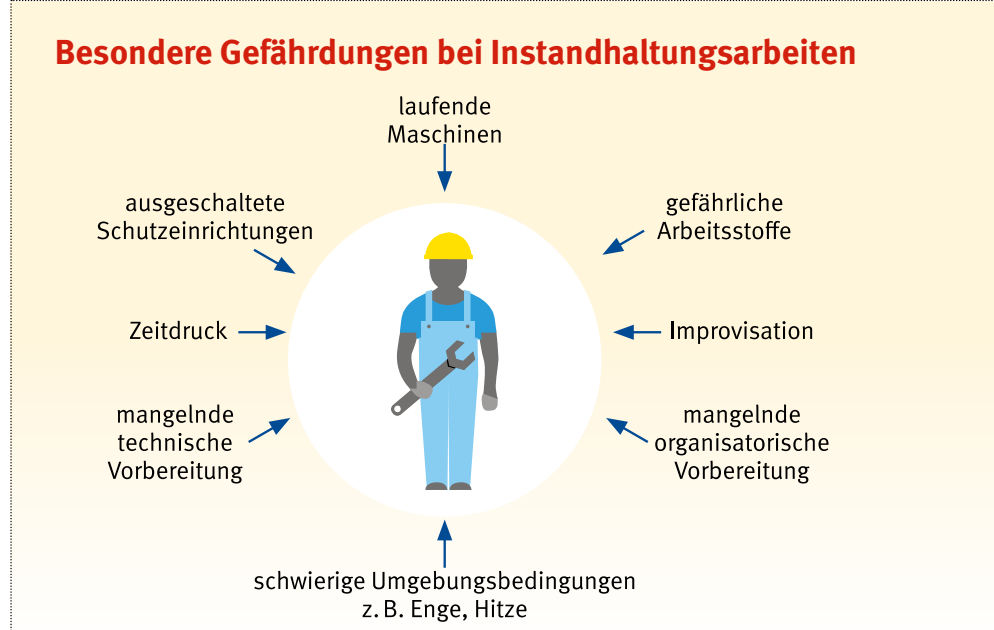 Besondere Gefährdungen bei Instandhaltungsarbeiten
laufende
Maschinen
ausgeschaltete
Schutzeinrichtungen
gefährliche
Arbeitsstoffe
Zeitdruck
Improvisation
mangelnde
technische
Vorbereitung
mangelnde
organisatorische
Vorbereitung
schwierige Umgebungsbedingungen
z. B. Enge, Hitze